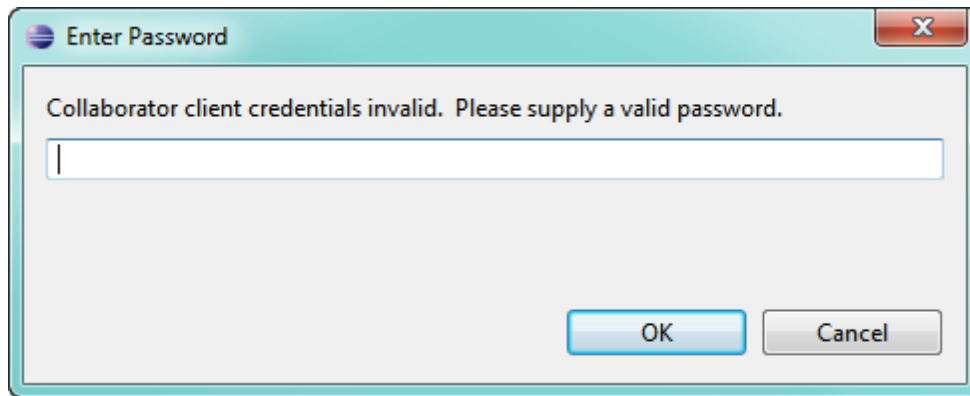 Enter Password
Collaborator client credentials invalid.  Please supply a valid password.
OK
Cancel